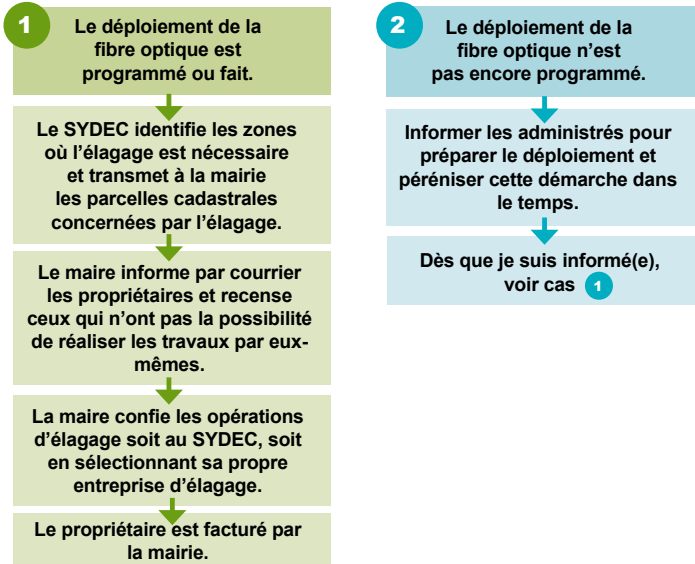 1
Le déploiement de la
fibre optique est
programmé ou fait.
Le SYDEC identifie les zones
où l'élagage est nécessaire
et transmet à la mairie
les parcelles cadastrales
concernées par l'élagage.
Le maire informe par courrier
les propriétaires et recense
ceux qui n'ont pas la possibilité
de réaliser les travaux par eux-
mêmes.
La maire confie les opérations
d'élagage soit au SYDEC, soit
en sélectionnant sa propre
entreprise d'élagage.
Le propriétaire est facturé par
la mairie.
2
Le déploiement de la
fibre optique n'est
pas encore programmé.
Informer les administrés pour
préparer le déploiement et
péréniser cette démarche dans
le temps.
Dès que je suis informé(e),
voir cas 1